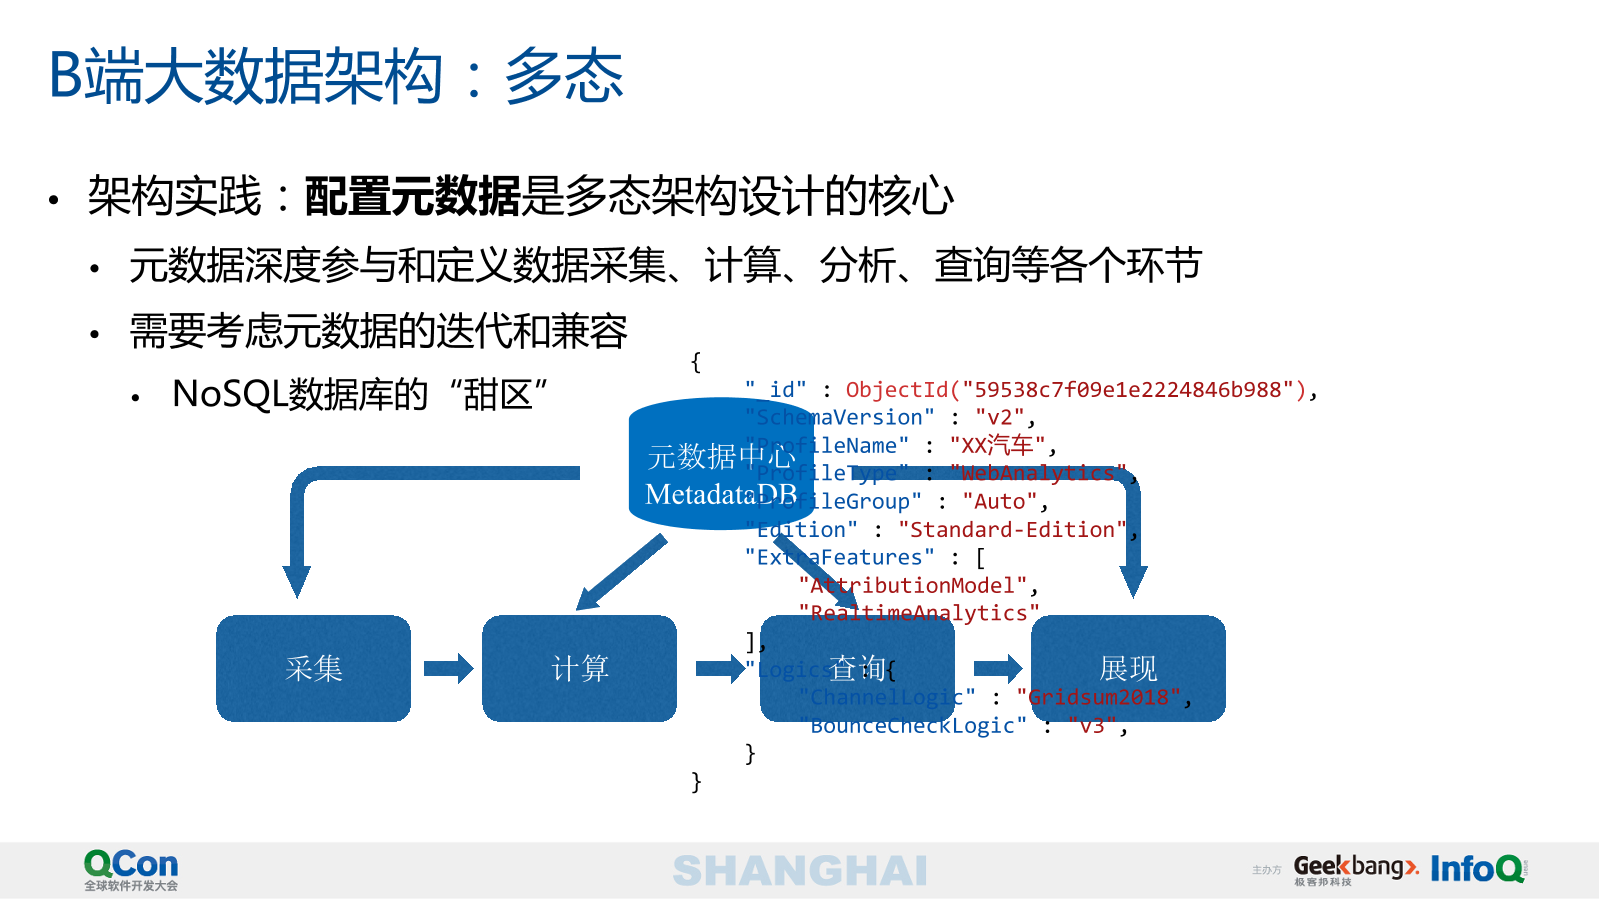 B端大数据架构：多态
• 架构实践：配置元数据是多态架构设计的核心
• 元数据深度参与和定义数据采集、计算、分析、查询等各个环节
• 需要考虑元数据的迭代和兼容
• NoSQL数据库的“甜区”
{
"_id" : ObjectId("59538c7f09e1e2224846b988"),
"SchemaVersion" : "v2",
"ProfileName" : "XX汽车",
"ProfileType" : "WebAnalytics",
"ProfileGroup" : "Auto",
"Edition" : "Standard-Edition",
"ExtraFeatures" : [
"AttributionModel",
"RealtimeAnalytics"
],
"Logics" : {
"ChannelLogic" : "Gridsum2018",
"BounceCheckLogic" : "v3",
}
}
元数据中心
MetadataDB
采集
计算
查询
展现
QCon
全球软件开发大会
SHANGHAI
主办方
Geekbang>.
极客邦科技
InfoQ